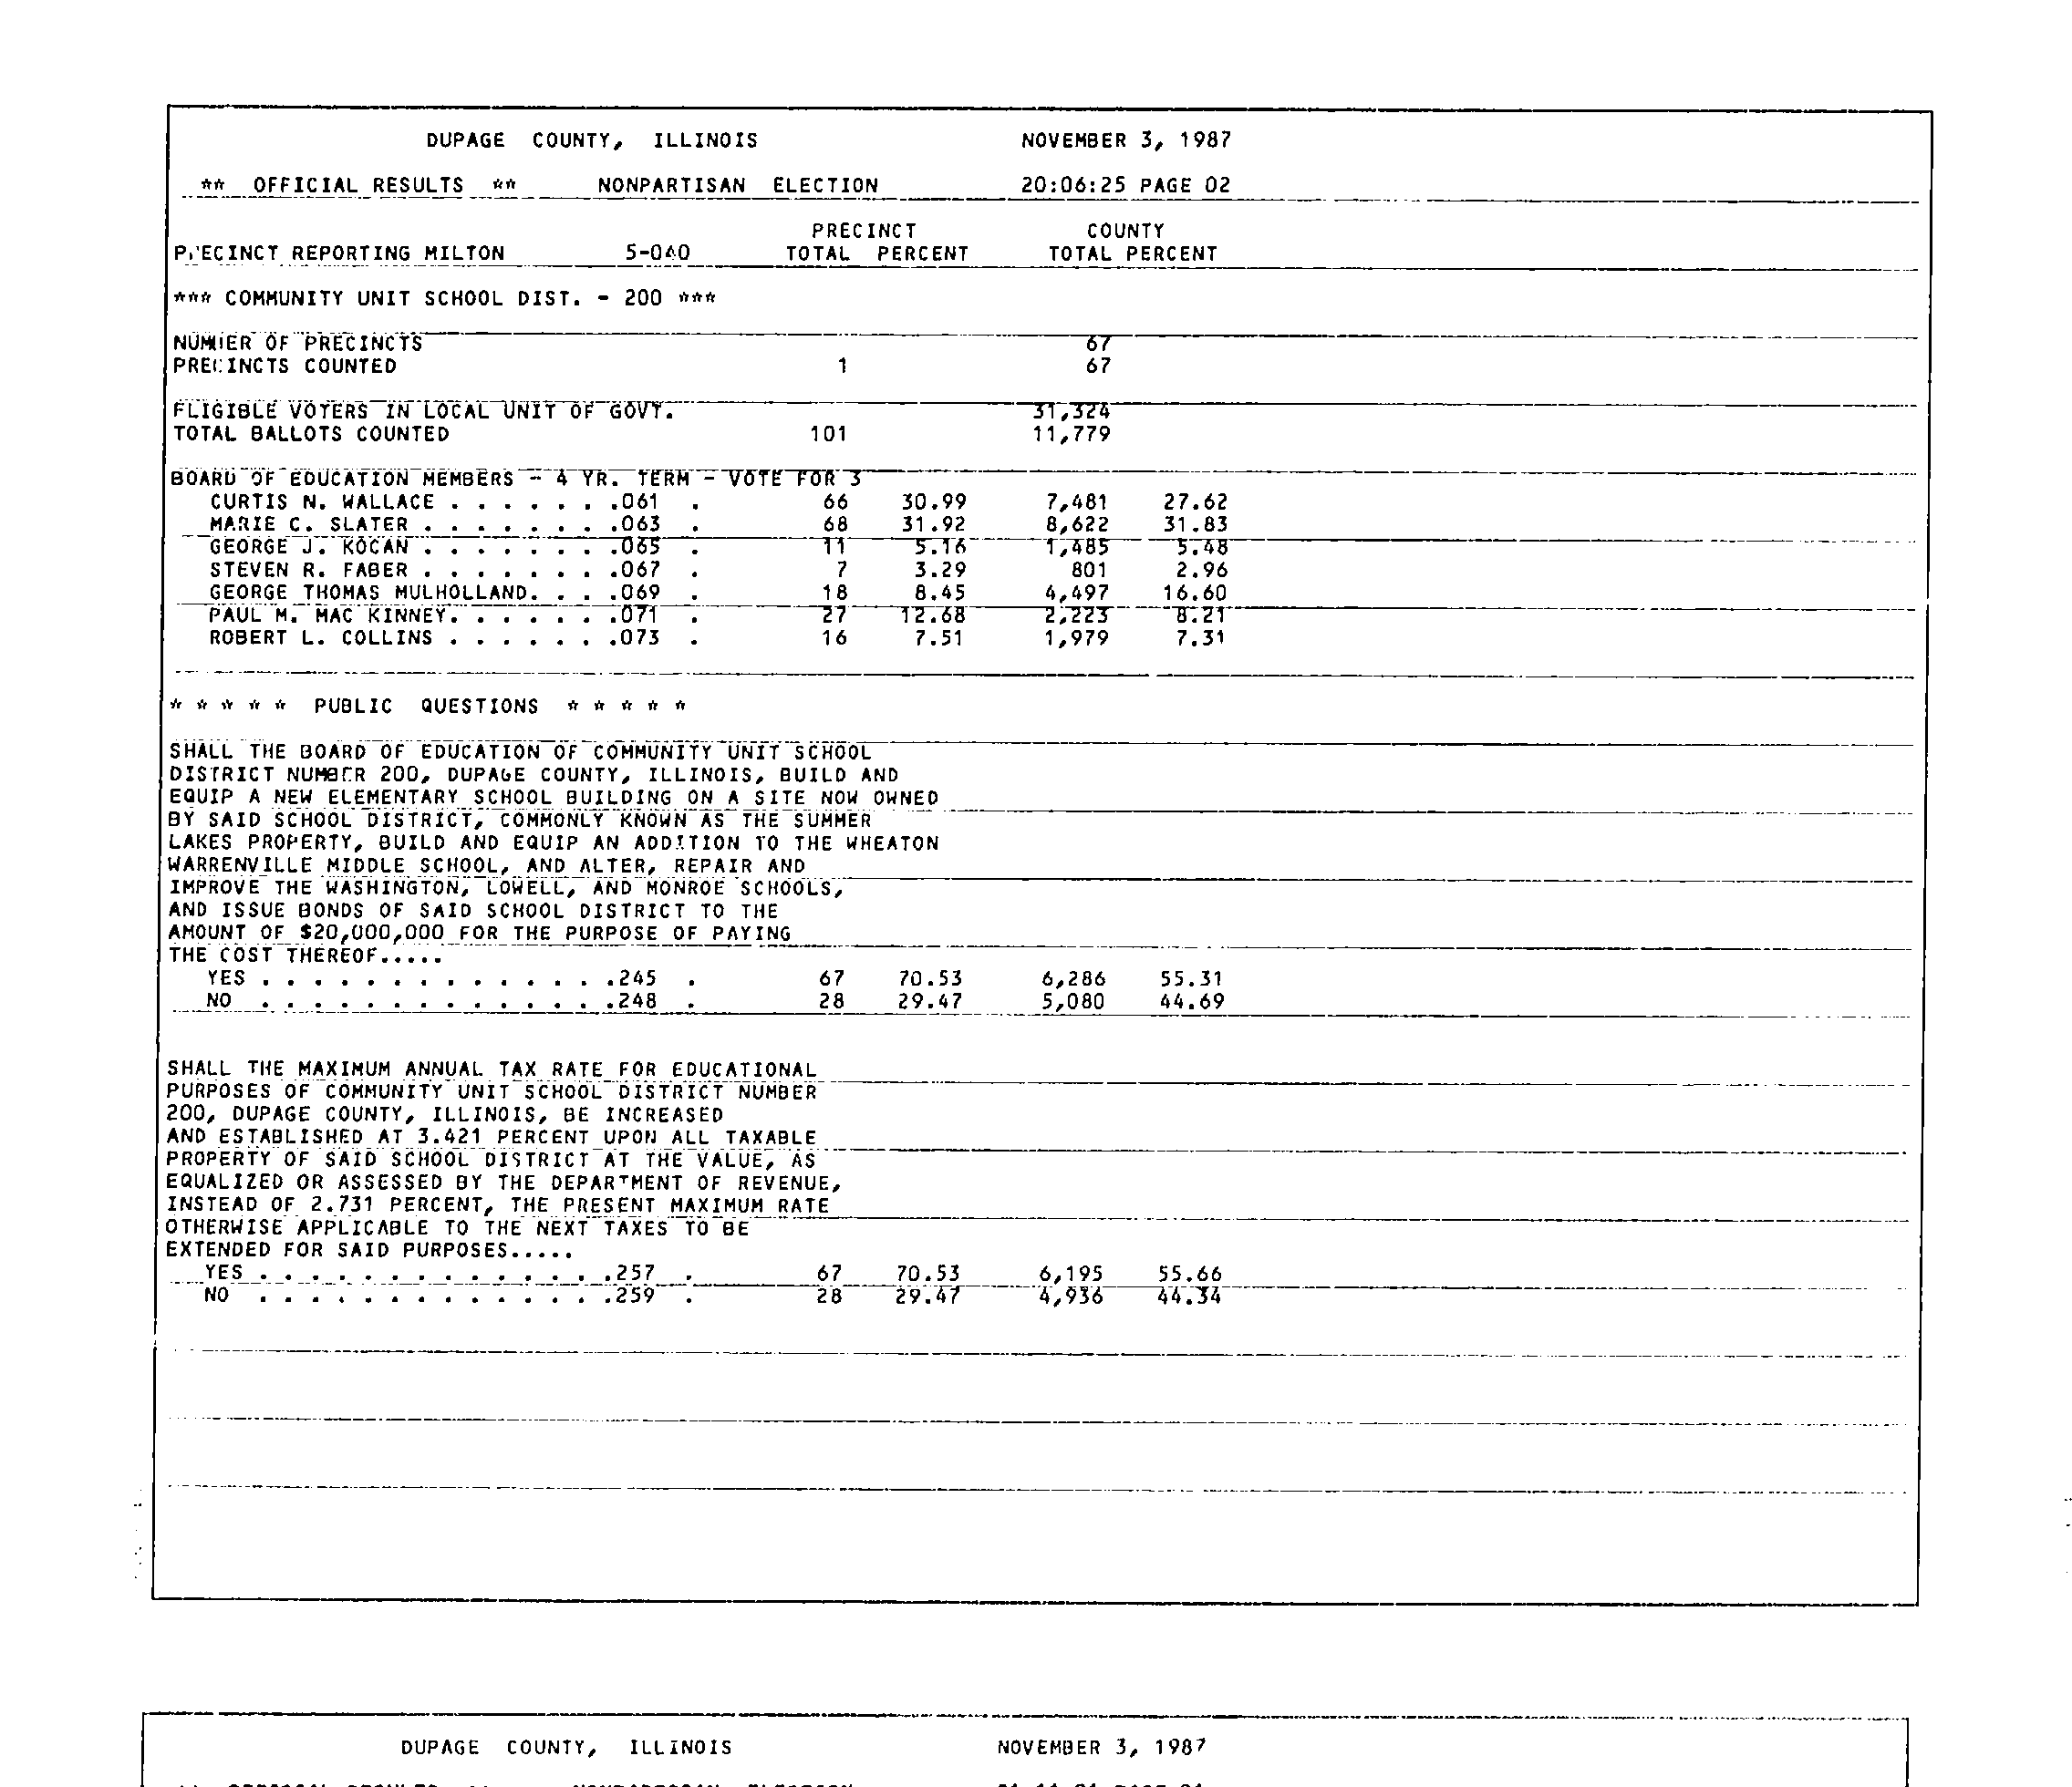 DUPAGE COUNTY, ILLINOIS NOVEMBER 3, 1987
** OFFICIAL RESULTS ** NONPARTISAN ELECTION 20:06:25 PAGE 02
PRECINCT COUNTY
PRECINCT REPORTING MILTON 5-060 TOTAL PERCENT TOTAL PERCENT
*** COMMUNITY UNIT SCHOOL DIST. - 200 ***
NUMBER OF PRECINCTS 67
PRECINCTS COUNTED 1 67
ELIGIBLE VOTERS IN LOCAL UNIT OF GOVT. 31,324
TOTAL BALLOTS COUNTED 101 11,779
BOARD OF EDUCATION MEMBERS - 4 YR. TERM - VOTE FOR 3
CURTIS N. WALLACE . . . . . . .061 . 66 30.99 7,481 27.62
MARIE C. SLATER . . . . . . . .063 . 68 31.92 8,622 31.83
GEORGE J. KOCAN . . . . . . . .065 . 11 5.16 1,485 5.48
STEVEN R. FABER . . . . . . . .067 . 7 3.29 801 2.96
GEORGE THOMAS MULHOLLAND. . . .069 . 18 8.45 4,497 16.60
PAUL M. MAC KINNEY. . . . . . .071 . 27 12.68 2,223 8.21
ROBERT L. COLLINS . . . . . . .073 . 16 7.51 1,979 7.31
* * * * * PUBLIC QUESTIONS * * * * *
SHALL THE BOARD OF EDUCATION OF COMMUNITY UNIT SCHOOL
DISTRICT NUMBER 200, DUPAGE COUNTY, ILLINOIS, BUILD AND
EQUIP A NEW ELEMENTARY SCHOOL BUILDING ON A SITE NOW OWNED
BY SAID SCHOOL DISTRICT, COMMONLY KNOWN AS THE SUMMER
LAKES PROPERTY, BUILD AND EQUIP AN ADDITION TO THE WHEATON
WARRENVILLE MIDDLE SCHOOL, AND ALTER, REPAIR AND
IMPROVE THE WASHINGTON, LOWELL, AND MONROE SCHOOLS,
AND ISSUE BONDS OF SAID SCHOOL DISTRICT TO THE
AMOUNT OF $20,000,000 FOR THE PURPOSE OF PAYING
THE COST THEREOF.....
YES . . . . . . . . . . . . . .245 . 67 70.53 6,286 55.31
NO . . . . . . . . . . . . . .248 . 28 29.47 5,080 44.69
SHALL THE MAXIMUM ANNUAL TAX RATE FOR EDUCATIONAL
PURPOSES OF COMMUNITY UNIT SCHOOL DISTRICT NUMBER
200, DUPAGE COUNTY, ILLINOIS, BE INCREASED
AND ESTABLISHED AT 3.421 PERCENT UPON ALL TAXABLE
PROPERTY OF SAID SCHOOL DISTRICT AT THE VALUE, AS
EQUALIZED OR ASSESSED BY THE DEPARTMENT OF REVENUE,
INSTEAD OF 2.731 PERCENT, THE PRESENT MAXIMUM RATE
OTHERWISE APPLICABLE TO THE NEXT TAXES TO BE
EXTENDED FOR SAID PURPOSES.....
YES . . . . . . . . . . . . . .257 . 67 70.53 6,195 55.66
NO . . . . . . . . . . . . . .259 . 28 29.47 4,936 44.34
DUPAGE COUNTY, ILLINOIS NOVEMBER 3, 1987